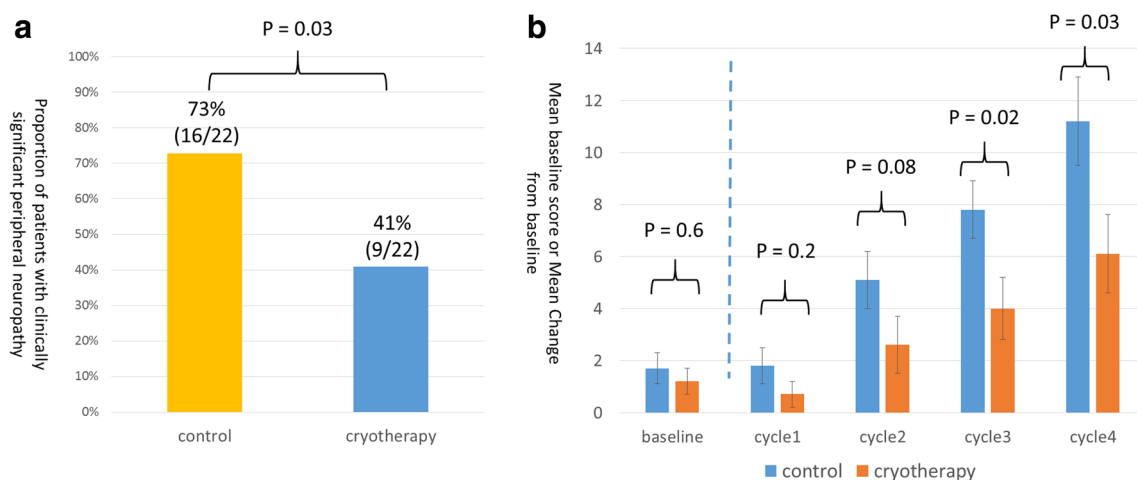 a
P = 0.03
Proportion of patients with clinically
significant peripheral neuropathy
100%
90%
80%
70%
60%
50%
40%
30%
20%
10%
0%
73%
(16/22)
41%
(9/22)
control
cryotherapy
b
Mean baseline score or Mean Change
from baseline
14
12
10
8
6
4
2
0
P = 0.6
P = 0.2
P = 0.08
P = 0.02
P = 0.03
baseline
cycle1
cycle2
cycle3
cycle4
control
cryotherapy